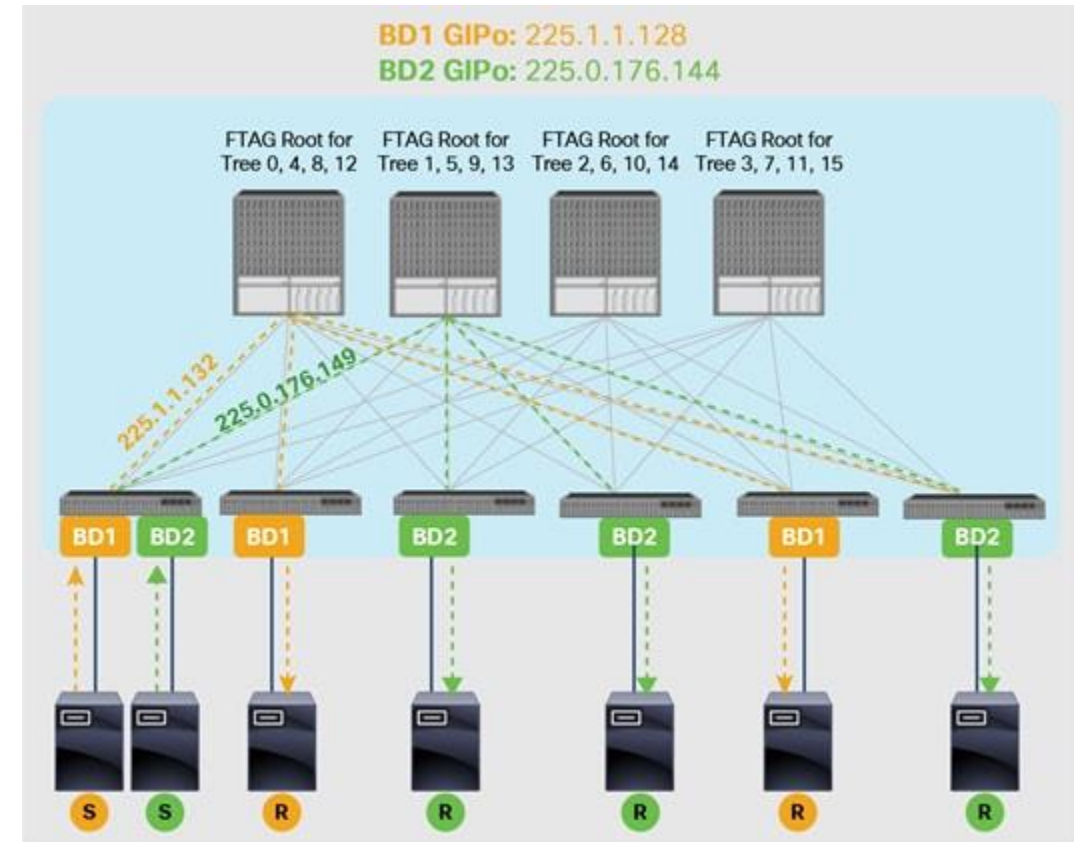 BD1 GIPo: 225.1.1.128
BD2 GIPo: 225.0.176.144
FTAG Root for
Tree 0, 4, 8, 12
FTAG Root for
Tree 1, 5, 9, 13
FTAG Root for
Tree 2, 6, 10, 14
FTAG Root for
Tree 3, 7, 11, 15
225.1.1.132
225.0.176.149
BD1
BD2
BD1
BD2
BD2
BD1
BD2
S
S
R
R
R
R
R